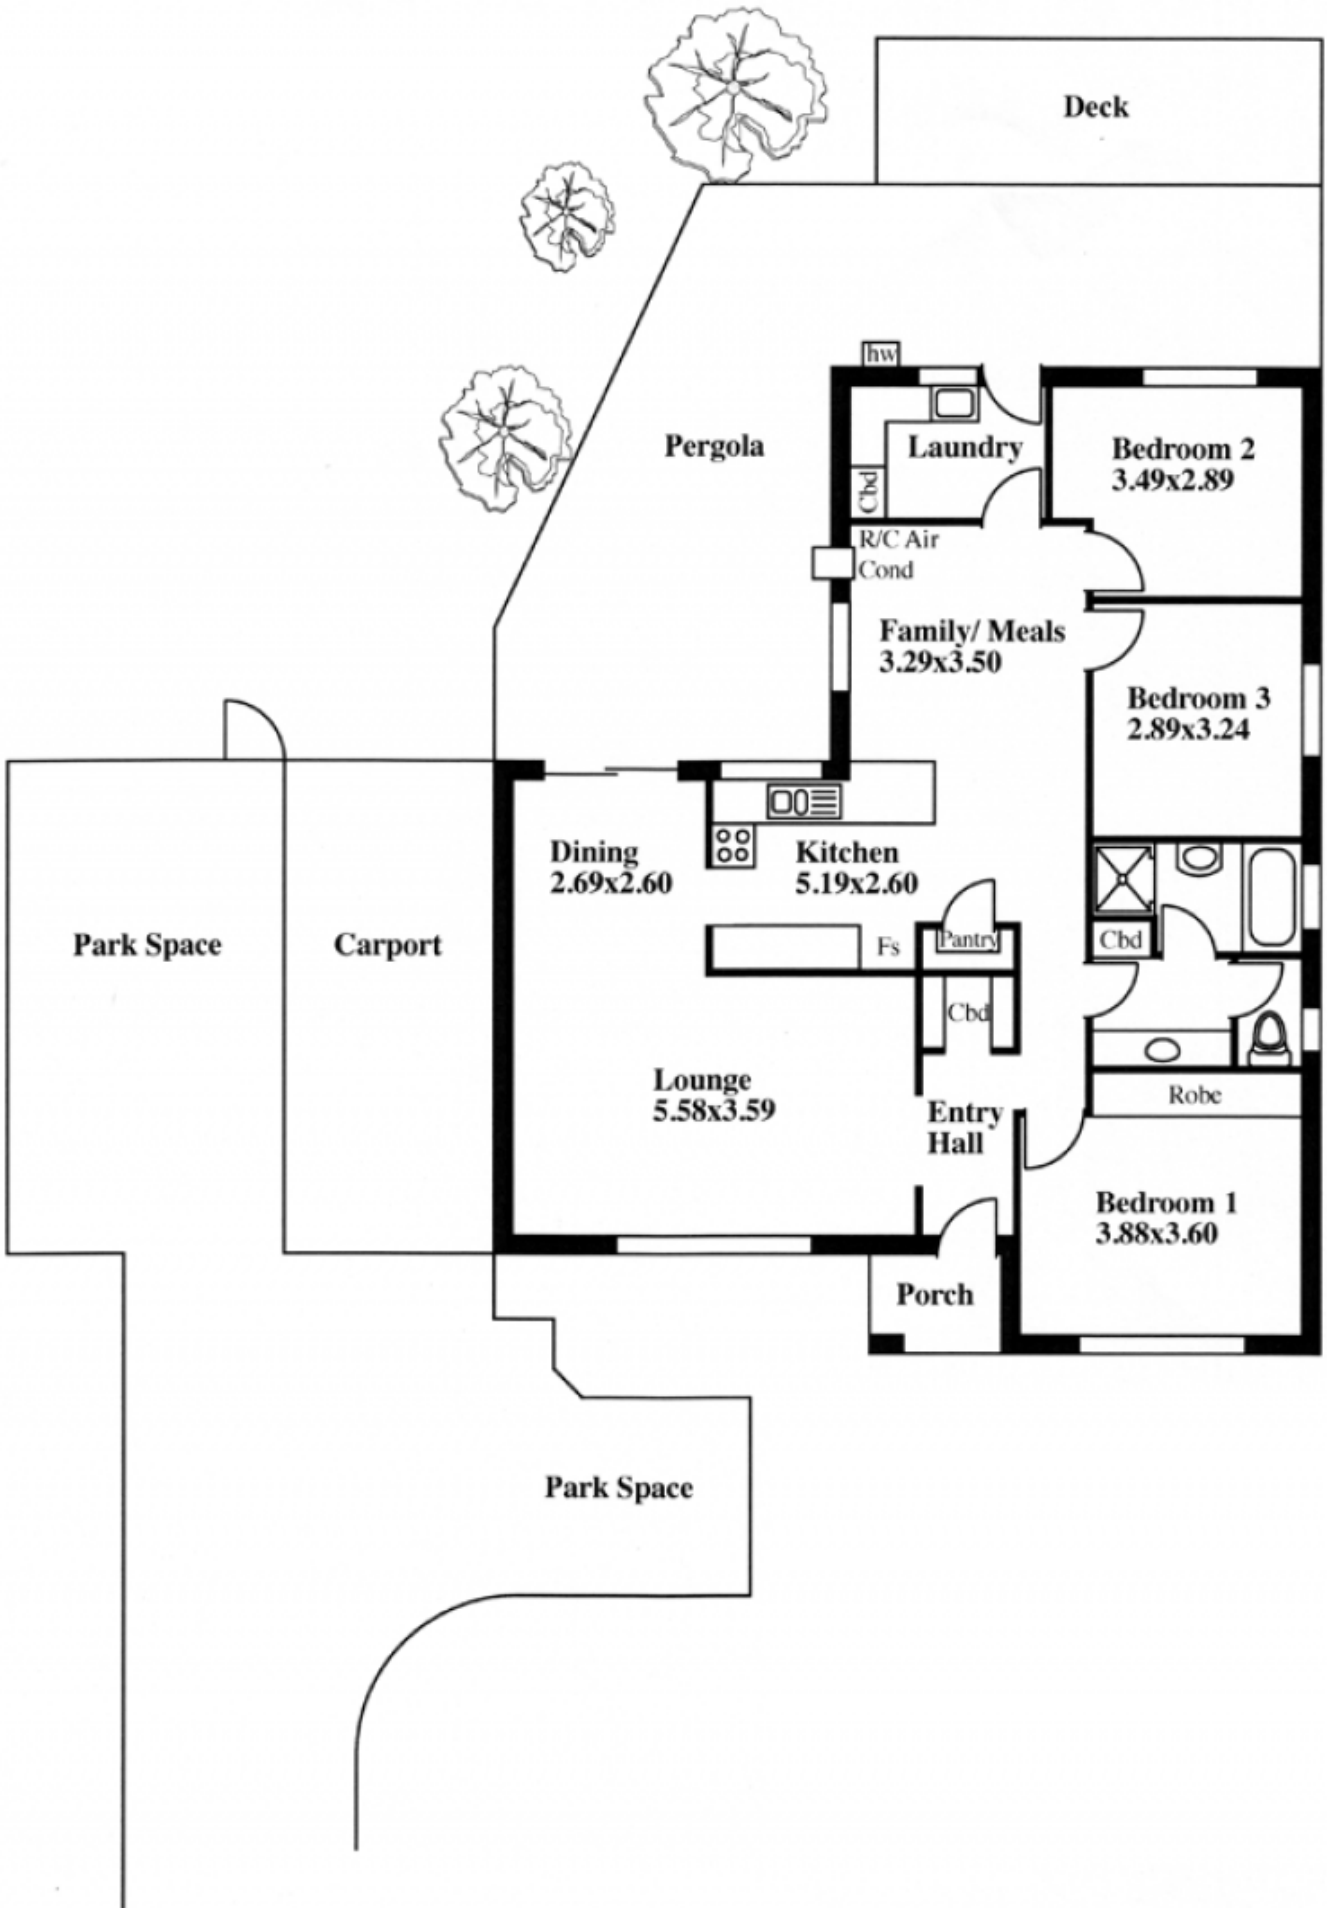 Deck
hw
Pergola
Laundry
Cbd
Bedroom 2
3.49x2.89
R/C Air
Cond
Family/ Meals
3.29x3.50
Bedroom 3
2.89x3.24
Dining
2.69x2.60
Kitchen
5.19x2.60
Park Space
Carport
Fs
Pantry
Cbd
Cbd
Lounge
5.58x3.59
Robe
Entry
Hall
Bedroom 1
3.88x3.60
Porch
Park Space